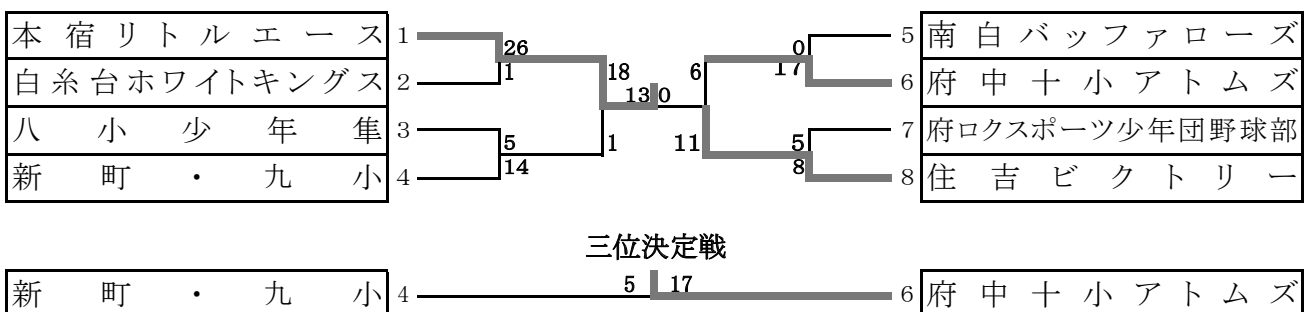 本宿リトルエース 1 26 0 5 南白バッファローズ
白糸台ホワイトキングス 2 1 18 6 17 6 府中十小アトムズ
13 0
八小少年隼 3 5 1 11 5 7 府ロクスポーツ少年団野球部
新町・九小 4 14 8 8 住吉ビクトリー
三位決定戦
新町・九小 4 5 17 6 府中十小アトムズ